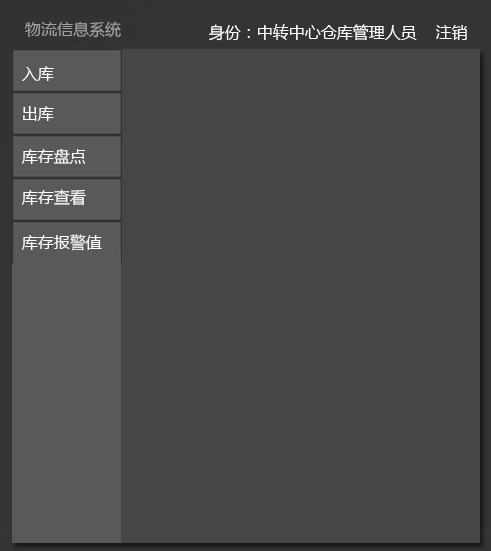 物流信息系统
身份：中转中心仓库管理人员 注销
入库
出库
库存盘点
库存查看
库存报警值